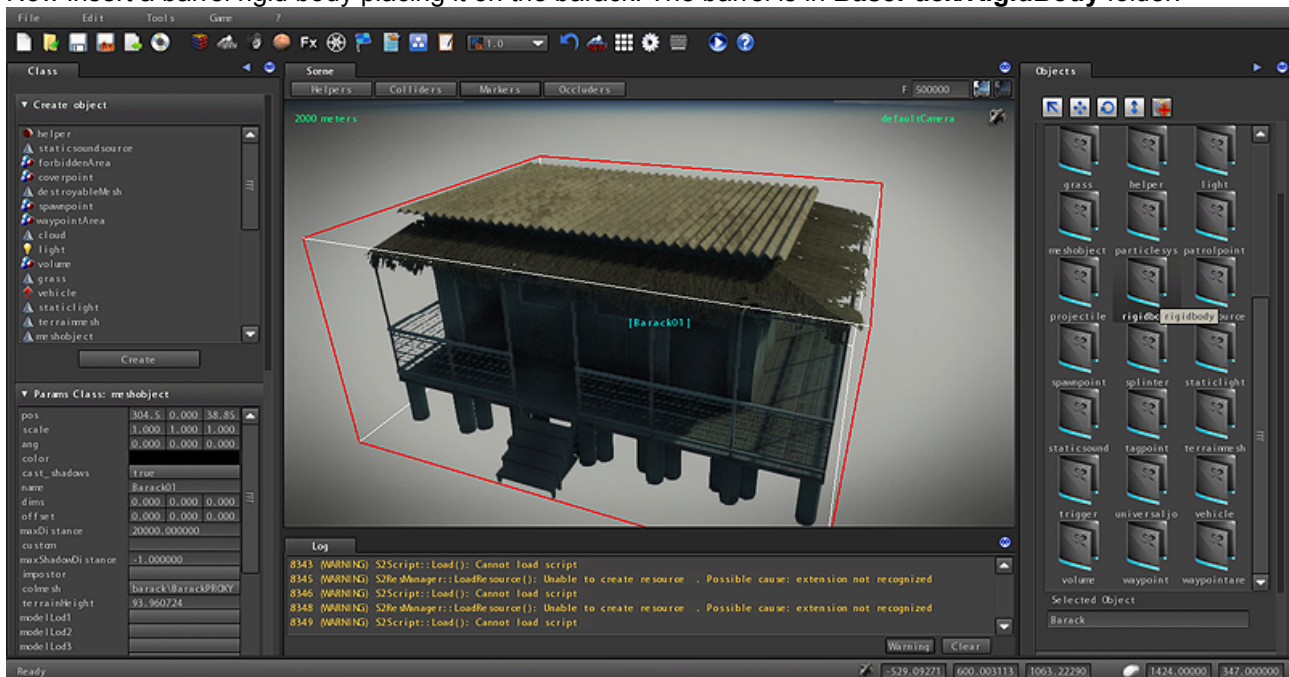 Now insert a barrel rigid body placing it on the barack. The barrel is in BasePack/RigidBody folder.
File Edit Tools Game ?
Fx 1.0
Class
Create object
helper
staticsoundsource
forbiddenArea
coverpoint
destroyableMesh
spawnpoint
waypointArea
cloud
light
volume
grass
vehicle
staticlight
terrainmesh
meshobject
Create
Params Class: meshobject
pos 304.5 0.000 38.85
scale 1.000 1.000 1.000
ang 0.000 0.000 0.000
color
cast_shadows true
name Barack01
dims 0.000 0.000 0.000
offset 0.000 0.000 0.000
maxDistance 20000.000000
custom
maxShadowDistance -1.000000
impostor
colmesh barack\BarackPROXY
terrainHeight 93.960724
modelLod1
modelLod2
modelLod3
Ready
Scene
Helpers Colliders Markers Occluders F 500000
2000 meters defaultCamera
[Barack01]
Log
8343 (WARNING) S2Script::Load(): Cannot load script
8345 (WARNING) S2ResManager::LoadResource(): Unable to create resource . Possible cause: extension not recognized
8346 (WARNING) S2Script::Load(): Cannot load script
8348 (WARNING) S2ResManager::LoadResource(): Unable to create resource . Possible cause: extension not recognized
8349 (WARNING) S2Script::Load(): Cannot load script
Warning Clear
Objects
grass helper light
meshobject particlesys patrolpoint
projectile rigidbo rigidbody urce
spawnpoint splinter staticlight
staticsound tagpoint terrainmesh
trigger universaljo vehicle
volume waypoint waypointare
Selected Object
Barack
-529.09271 600.003113 1063.22290 1424.00000 347.000000